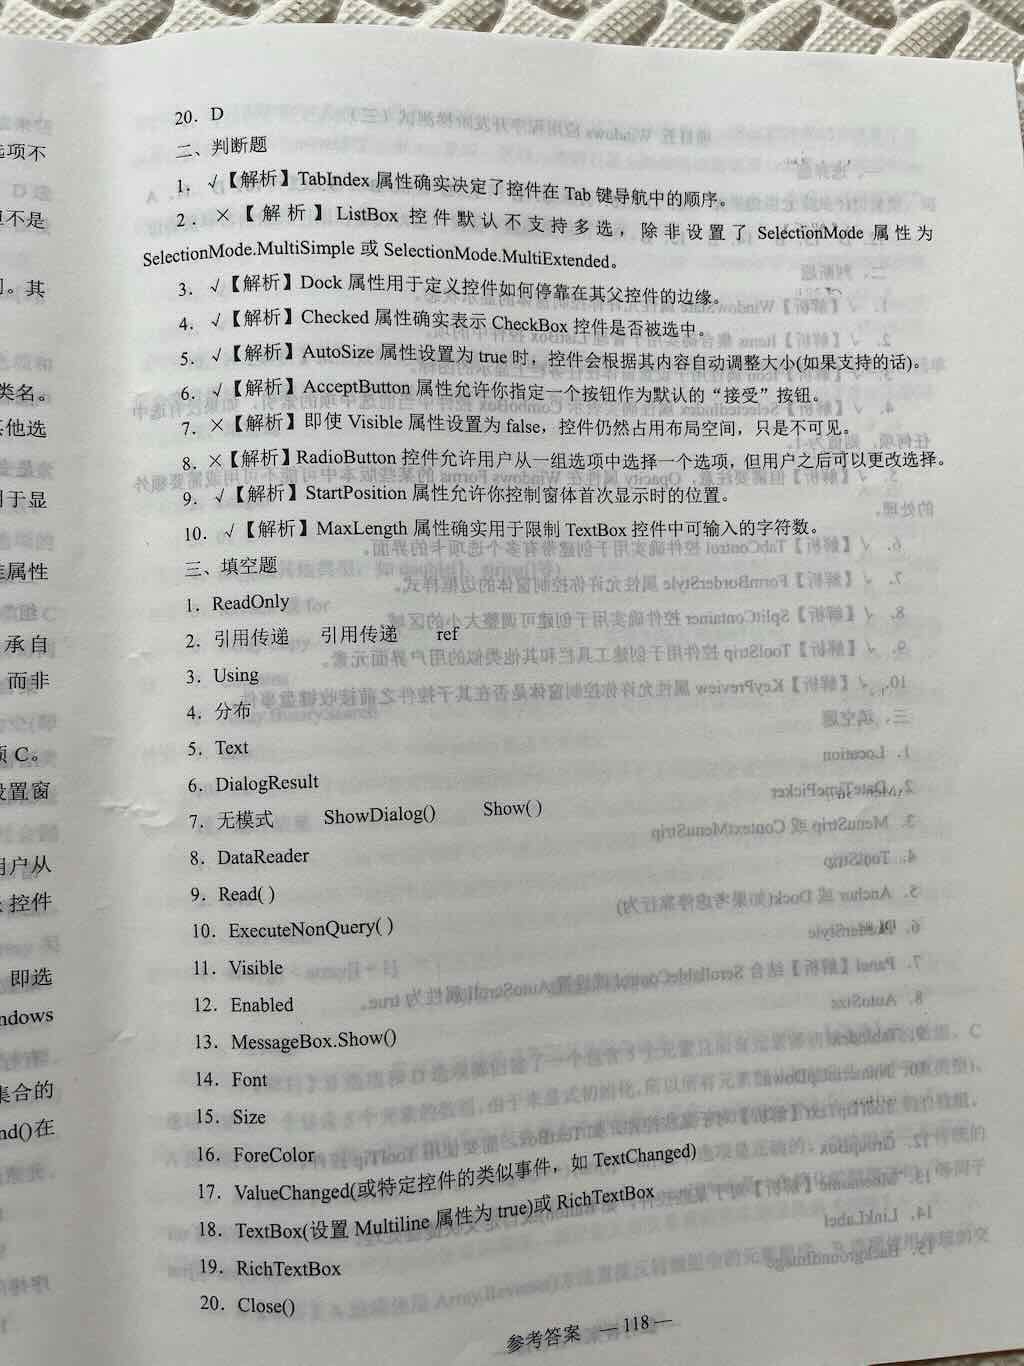 20．D
二、判断题
1．√【解析】TabIndex 属性确实决定了控件在 Tab 键导航中的顺序。
2．×【解析】ListBox 控件默认不支持多选，除非设置了 SelectionMode 属性为
SelectionMode.MultiSimple 或 SelectionMode.MultiExtended。
3．√【解析】Dock 属性用于定义控件如何停靠在其父控件的边缘。
4．√【解析】Checked 属性确实表示 CheckBox 控件是否被选中。
5．√【解析】AutoSize 属性设置为 true 时，控件会根据其内容自动调整大小(如果支持的话)。
6．√【解析】AcceptButton 属性允许你指定一个按钮作为默认的“接受”按钮。
7．×【解析】即使 Visible 属性设置为 false，控件仍然占用布局空间，只是不可见。
8．×【解析】RadioButton 控件允许用户从一组选项中选择一个选项，但用户之后可以更改选择。
9．√【解析】StartPosition 属性允许你控制窗体首次显示时的位置。
10．√【解析】MaxLength 属性确实用于限制 TextBox 控件中可输入的字符数。
三、填空题
1．ReadOnly
2．引用传递 引用传递 ref
3．Using
4．分布
5．Text
6．DialogResult
7．无模式 ShowDialog() Show( )
8．DataReader
9．Read( )
10．ExecuteNonQuery( )
11．Visible
12．Enabled
13．MessageBox.Show()
14．Font
15．Size
16．ForeColor
17．ValueChanged(或特定控件的类似事件，如 TextChanged)
18．TextBox(设置 Multiline 属性为 true)或 RichTextBox
19．RichTextBox
20．Close()
参考答案 — 118 —